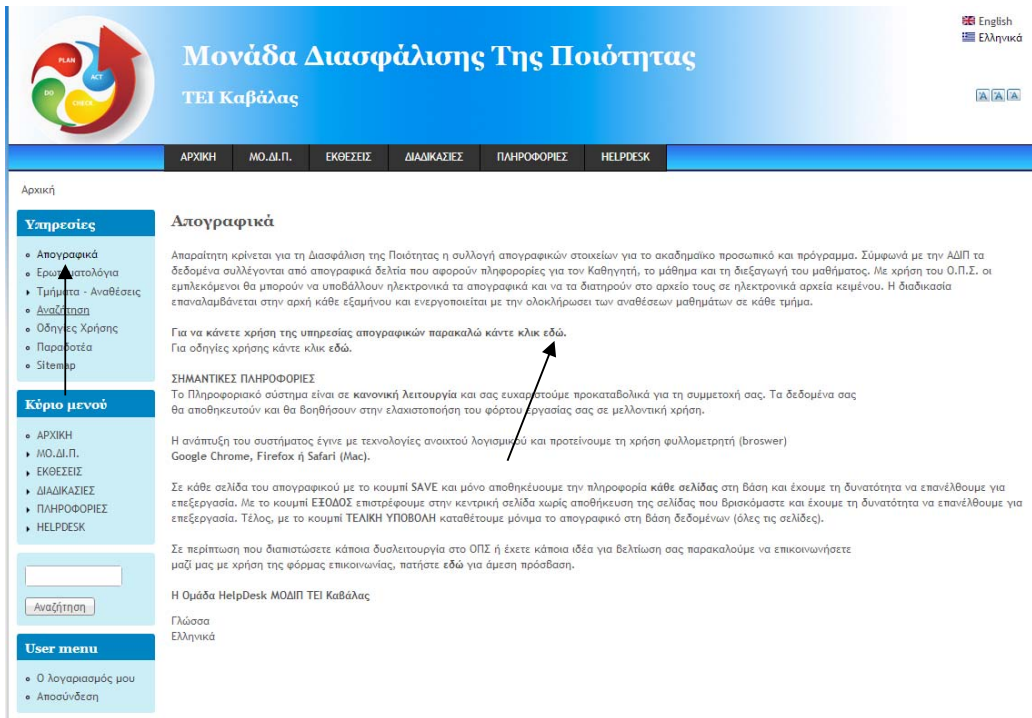 PLAN
ACT
DO
CHECK
Μονάδα Διασφάλισης Της Ποιότητας
ΤΕΙ Καβάλας
English
Ελληνικά
A A A
ΑΡΧΙΚΗ ΜΟ.ΔΙ.Π. ΕΚΘΕΣΕΙΣ ΔΙΑΔΙΚΑΣΙΕΣ ΠΛΗΡΟΦΟΡΙΕΣ HELPDESK
Αρχική
Υπηρεσίες
Απογραφικά
Ερωτηματολόγια
Τμήματα - Αναθέσεις
Αναζήτηση
Οδηγίες Χρήσης
Παραδοτέα
Sitemap
Κύριο μενού
ΑΡΧΙΚΗ
ΜΟ.ΔΙ.Π.
ΕΚΘΕΣΕΙΣ
ΔΙΑΔΙΚΑΣΙΕΣ
ΠΛΗΡΟΦΟΡΙΕΣ
HELPDESK
Αναζήτηση
User menu
Ο λογαριασμός μου
Αποσύνδεση
Απογραφικά
Απαραίτητη κρίνεται για τη Διασφάλιση της Ποιότητας η συλλογή απογραφικών στοιχείων για το ακαδημαϊκο προσωπικό και πρόγραμμα. Σύμφωνά με την ΑΔΙΠ τα
δεδομένα συλλέγονται από απογραφικά δελτία που αφορούν πληφορορίες για τον Καθηγητή, το μάθημα και τη διεξαγωγή του μαθήματος. Με χρήση του Ο.Π.Σ. οι
εμπλεκόμενοι θα μπορούν να υποβάλλουν ηλεκτρονικά τα απογραφικά και να τα διατηρούν στο αρχείο τους σε ηλεκτρονικά αρχεία κειμένου. Η διαδικασία
επαναλαμβάνεται στην αρχή κάθε εξαμήνου και ενεργοποιείται με την ολοκλήρωσει των αναθέσεων μαθημάτων σε κάθε τμήμα.
Για να κάνετε χρήση της υπηρεσίας απογραφικών παρακαλώ κάντε κλικ εδώ.
Για οδηγίες χρήσης κάντε κλικ εδώ.
ΣΗΜΑΝΤΙΚΕΣ ΠΛΗΡΟΦΟΡΙΕΣ
Το Πληροφοριακό σύστημα είναι σε κανονική λειτουργία και σας ευχαριστούμε προκαταβολικά για τη συμμετοχή σας. Τα δεδομένα σας
θα αποθηκευτούν και θα βοηθήσουν στην ελαχιστοποίηση του φόρτου εργασίας σας σε μελλοντική χρήση.
Η ανάπτυξη του συστήματος έγινε με τεχνολογίες ανοιχτού λογισμικού και προτείνουμε τη χρήση φυλλομετρητή (broswer)
Google Chrome, Firefox ή Safari (Mac).
Σε κάθε σελίδα του απογραφικού με το κουμπί SAVE και μόνο αποθηκέυουμε την πληροφορία κάθε σελίδας στη βάση και έχουμε τη δυνατότητα να επανέλθουμε για
επεξεργασία. Με το κουμπί ΕΞΟΔΟΣ επιστρέφουμε στην κεντρική σελίδα χωρίς αποθήκευση της σελίδας που βρισκόμαστε και έχουμε τη δυνατότητα να επανέλθουμε για
επεξεργασία. Τέλος, με το κουμπί ΤΕΛΙΚΗ ΥΠΟΒΟΛΗ καταθέτουμε μόνιμα το απογραφικό στη βάση δεδομένων (όλες τις σελίδες).
Σε περίπτωση που διαπιστώσετε κάποια δυσλειτουργία στο ΟΠΣ ή έχετε κάποια ιδέα για βελτίωση σας παρακαλούμε να επικοινωνήσετε
μαζί μας με χρήση της φόρμας επικοινωνίας, πατήστε εδώ για άμεση πρόσβαση.
Η Ομάδα HelpDesk ΜΟΔΙΠ ΤΕΙ Καβάλας
Γλώσσα
Ελληνικά